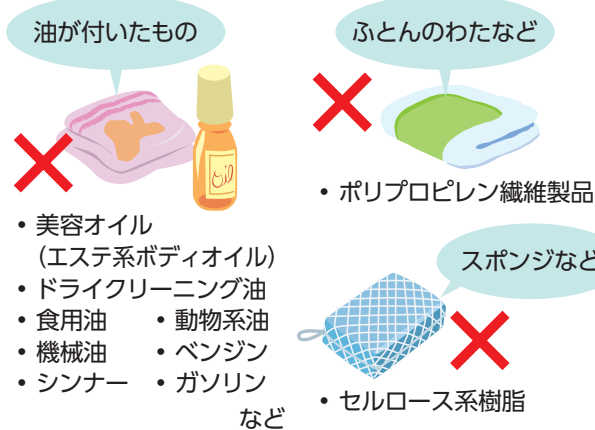 油が付いたもの
oil
• 美容オイル
（エステ系ボディオイル）
• ドライクリーニング油
• 食用油 • 動物系油
• 機械油 • ベンジン
• シンナー • ガソリン
など
ふとんのわたなど
• ポリプロピレン繊維製品
スポンジなど
• セルロース系樹脂